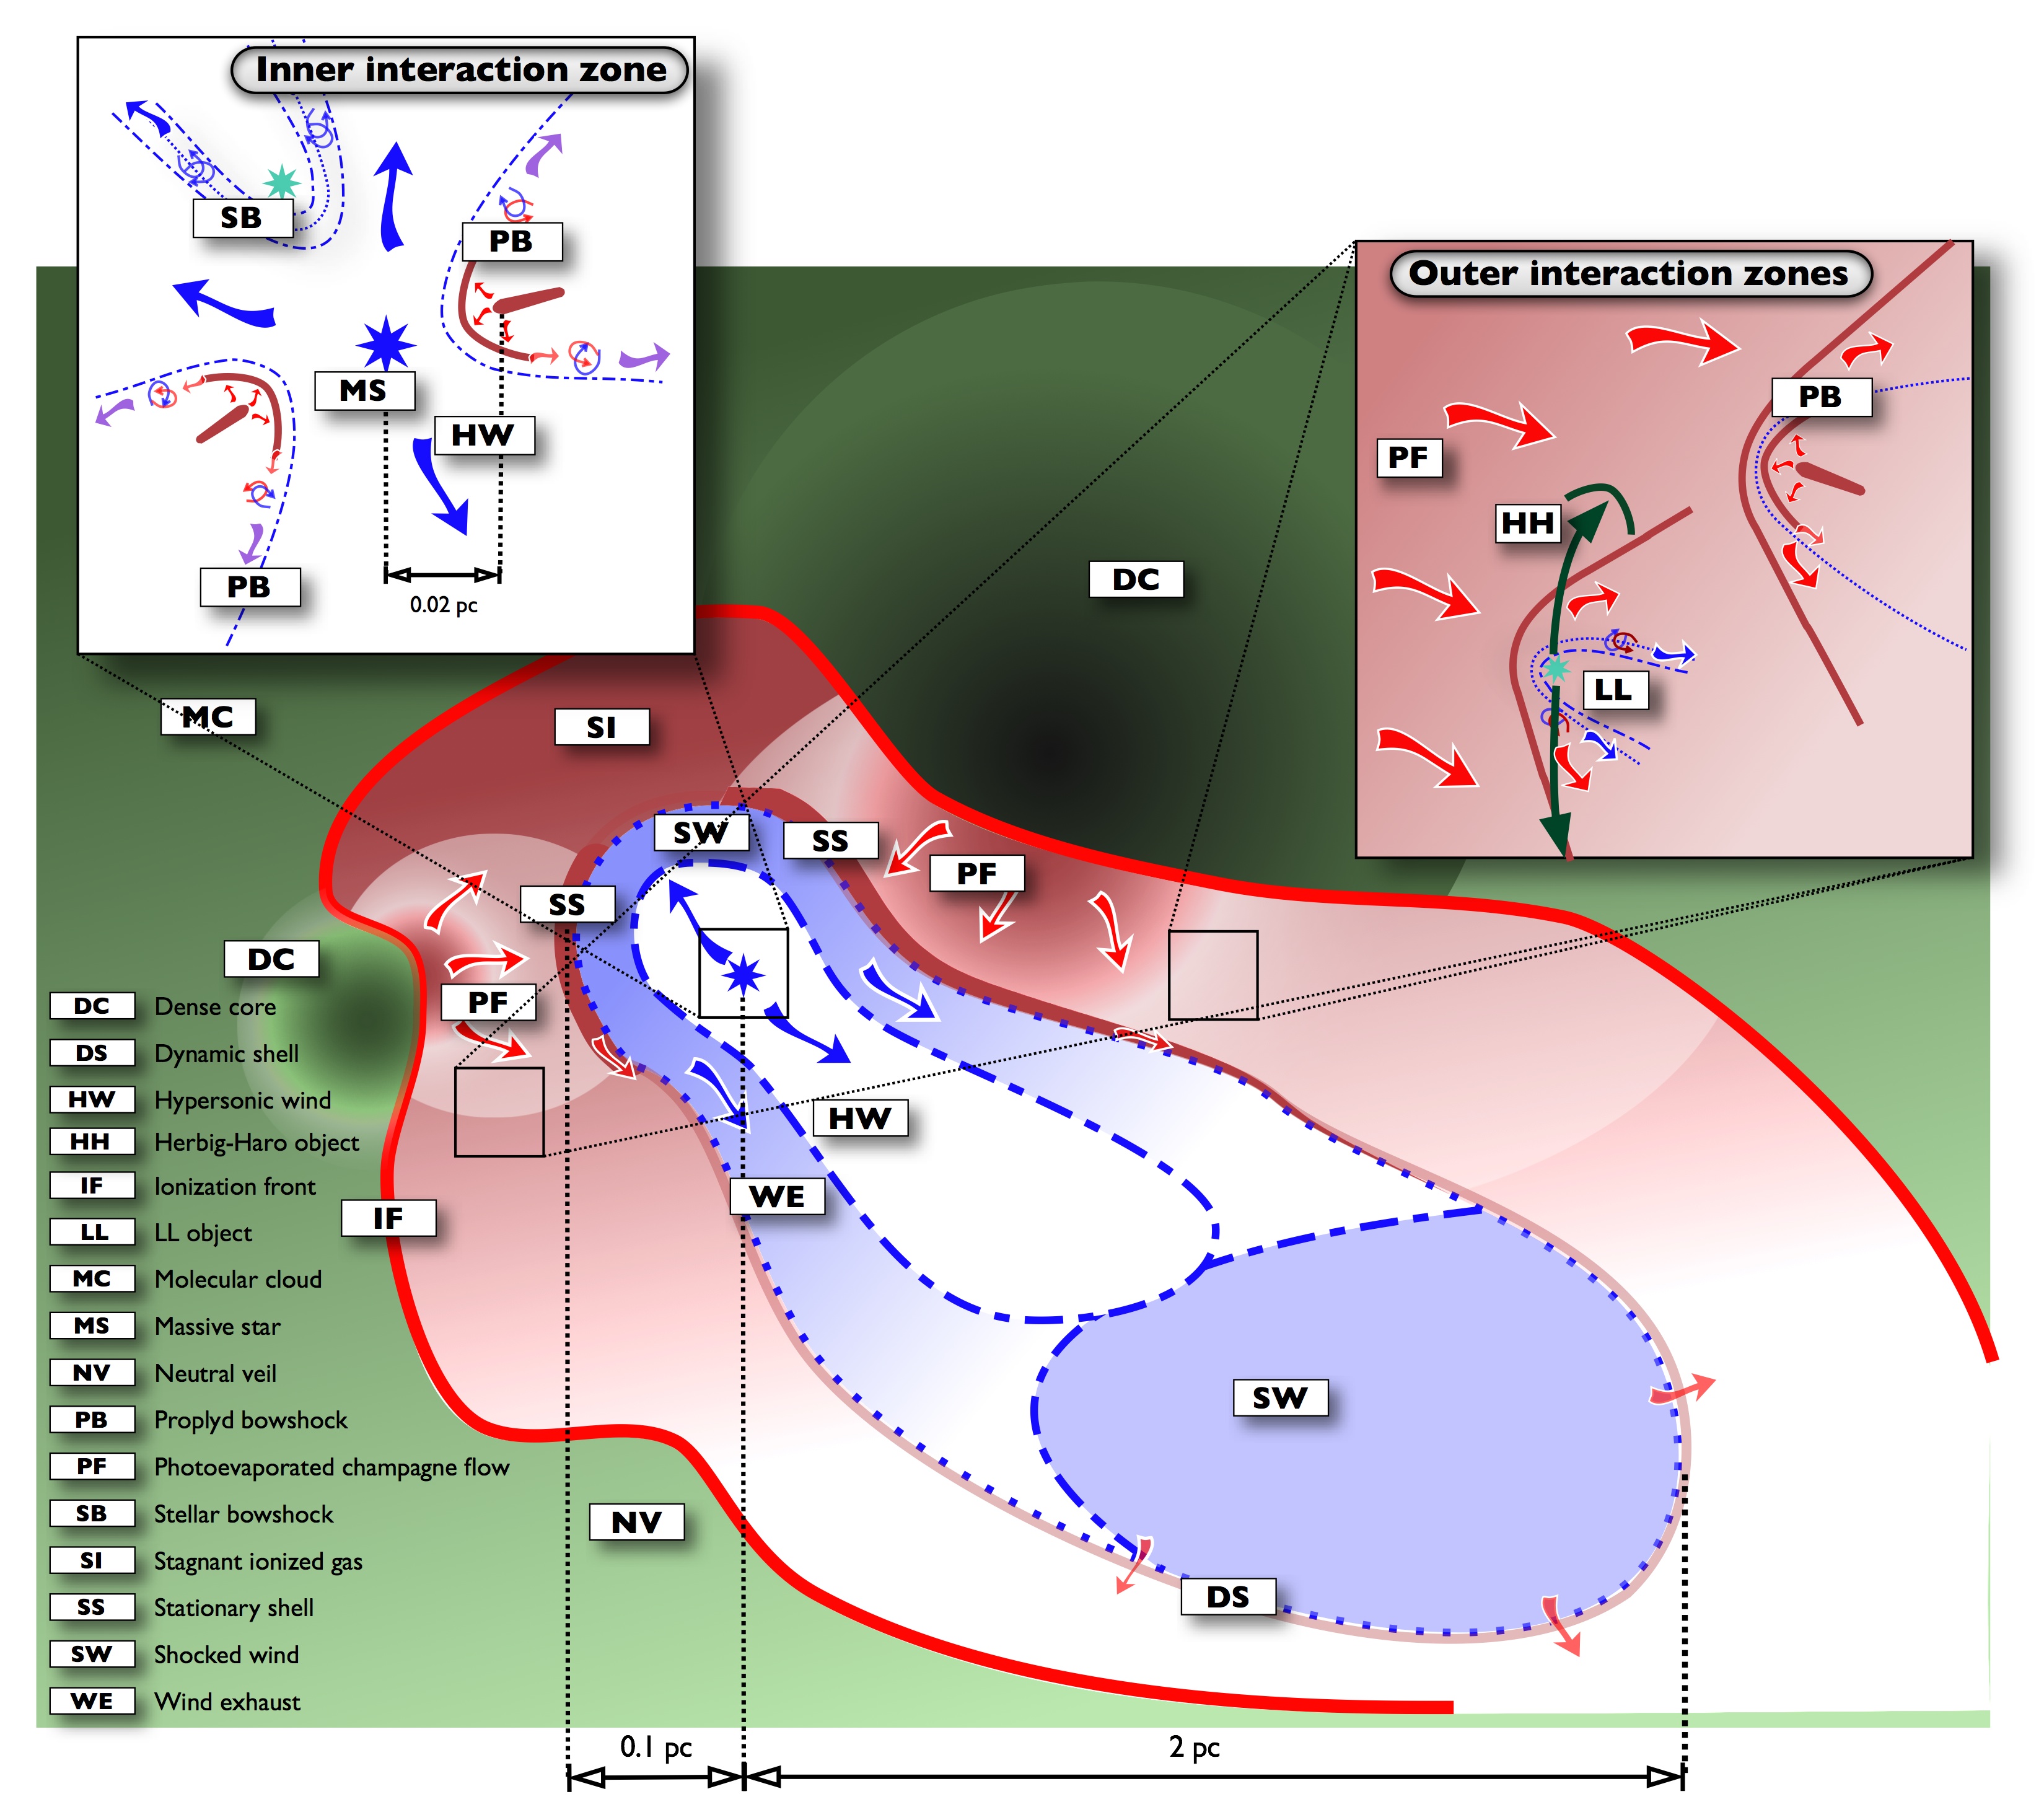 Inner interaction zone
SB
PB
MS
HW
PB
0.02 pc
Outer interaction zones
PB
PF
HH
LL
DC
MC
SI
SW
SS
PF
SS
DC
PF
HW
WE
IF
SW
NV
DS
DC Dense core
DS Dynamic shell
HW Hypersonic wind
HH Herbig-Haro object
IF Ionization front
LL LL object
MC Molecular cloud
MS Massive star
NV Neutral veil
PB Proplyd bowshock
PF Photoevaporated champagne flow
SB Stellar bowshock
SI Stagnant ionized gas
SS Stationary shell
SW Shocked wind
WE Wind exhaust
0.1 pc
2 pc